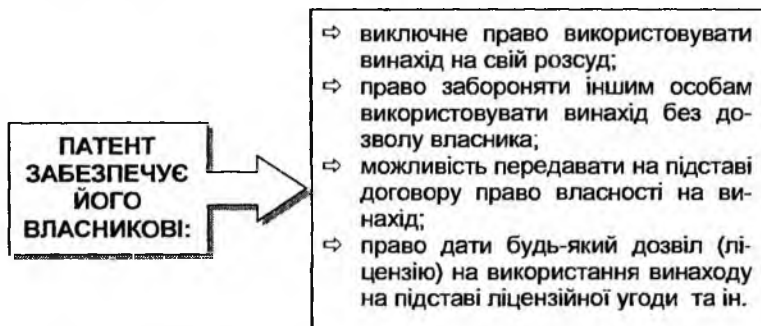 ПАТЕНТ
ЗАБЕЗПЕЧУЄ
ЙОГО
ВЛАСНИКОВІ:
⇨ виключне право використовувати
винахід на свій розсуд;
⇨ право забороняти іншим особам
використовувати винахід без до-
зволу власника;
⇨ можливість передавати на підставі
договору право власності на ви-
нахід;
⇨ право дати будь-який дозвіл (лі-
цензію) на використання винаходу
на підставі ліцензійної угоди та ін.